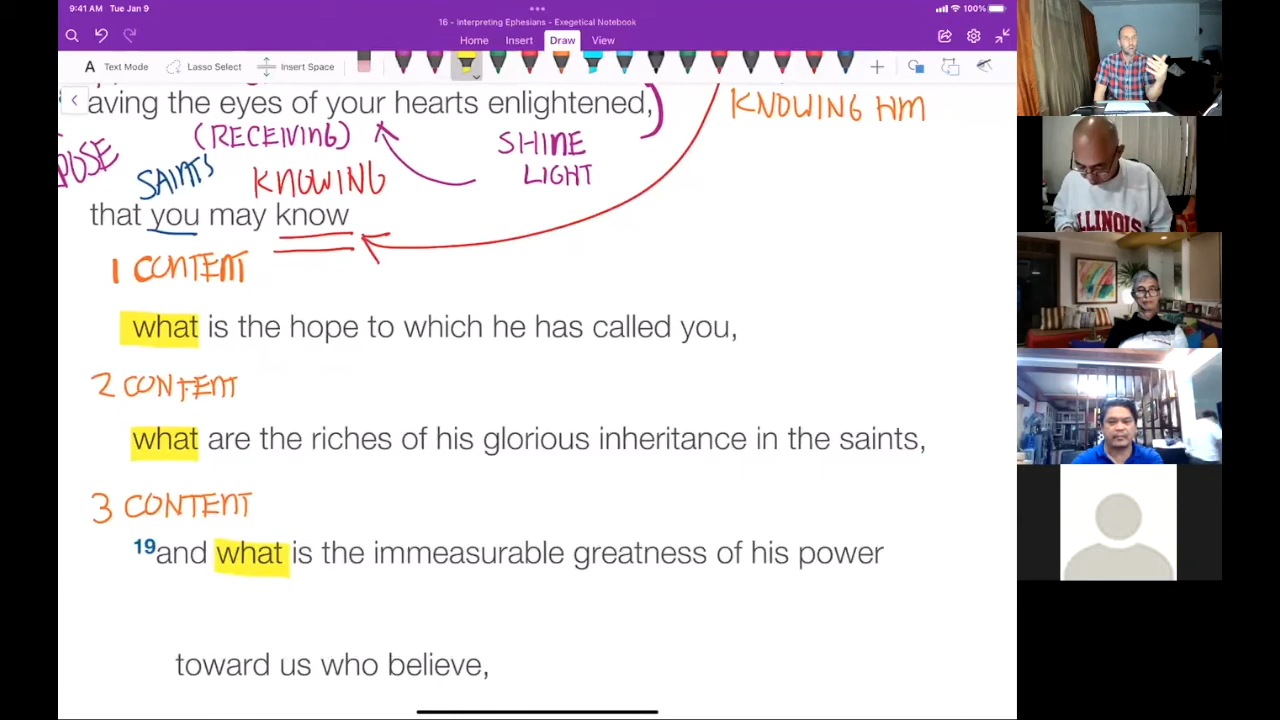 9:41 AM Tue Jan 9
100%
16 - Interpreting Ephesians - Exegetical Notebook
Home Insert Draw View
A Text Mode Lasso Select Insert Space
aving the eyes of your hearts enlightened,
KNOWING HIM
(RECEIVING)
SHINE
LIGHT
POSE
SAINTS
KNOWING
that you may know
1 CONTENT
what is the hope to which he has called you,
2 CONTENT
what are the riches of his glorious inheritance in the saints,
3 CONTENT
19and what is the immeasurable greatness of his power
toward us who believe,
ILLINOIS